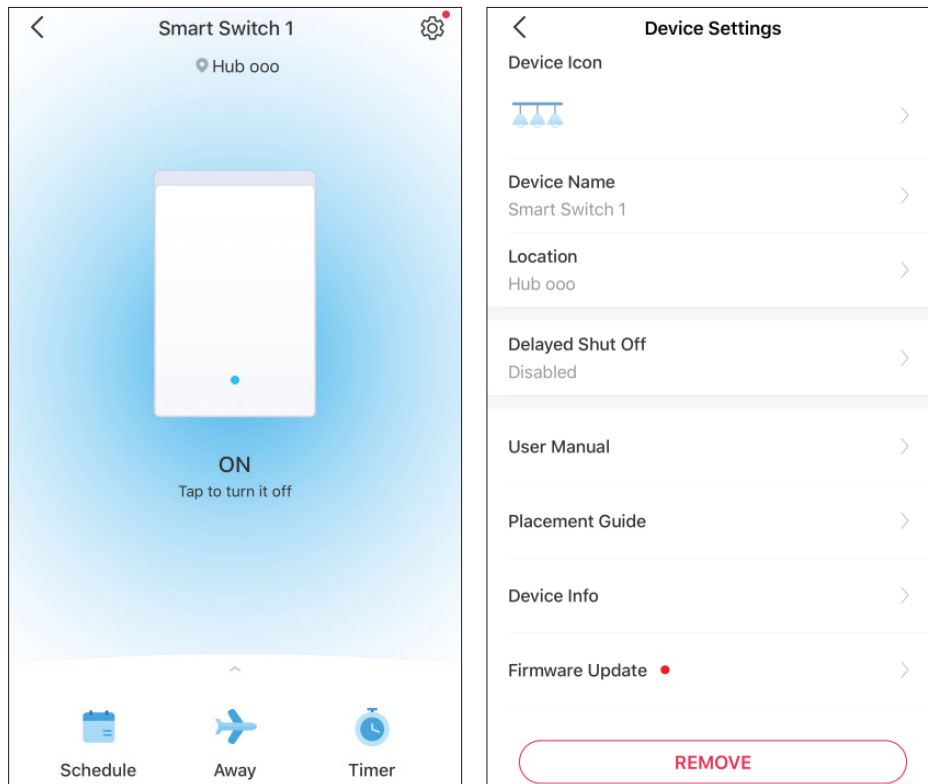 Smart Switch 1
Hub ooo
ON
Tap to turn it off
Schedule
Away
Timer
Device Settings
Device Icon
Device Name
Smart Switch 1
Location
Hub ooo
Delayed Shut Off
Disabled
User Manual
Placement Guide
Device Info
Firmware Update
REMOVE